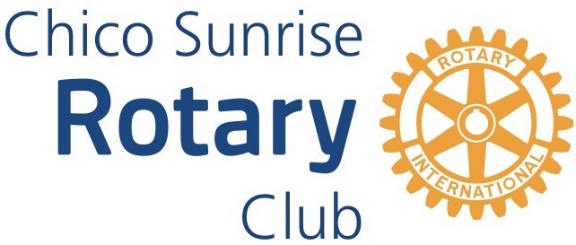 Chico Sunrise
Rotary
Club
ROTARY
INTERNATIONAL